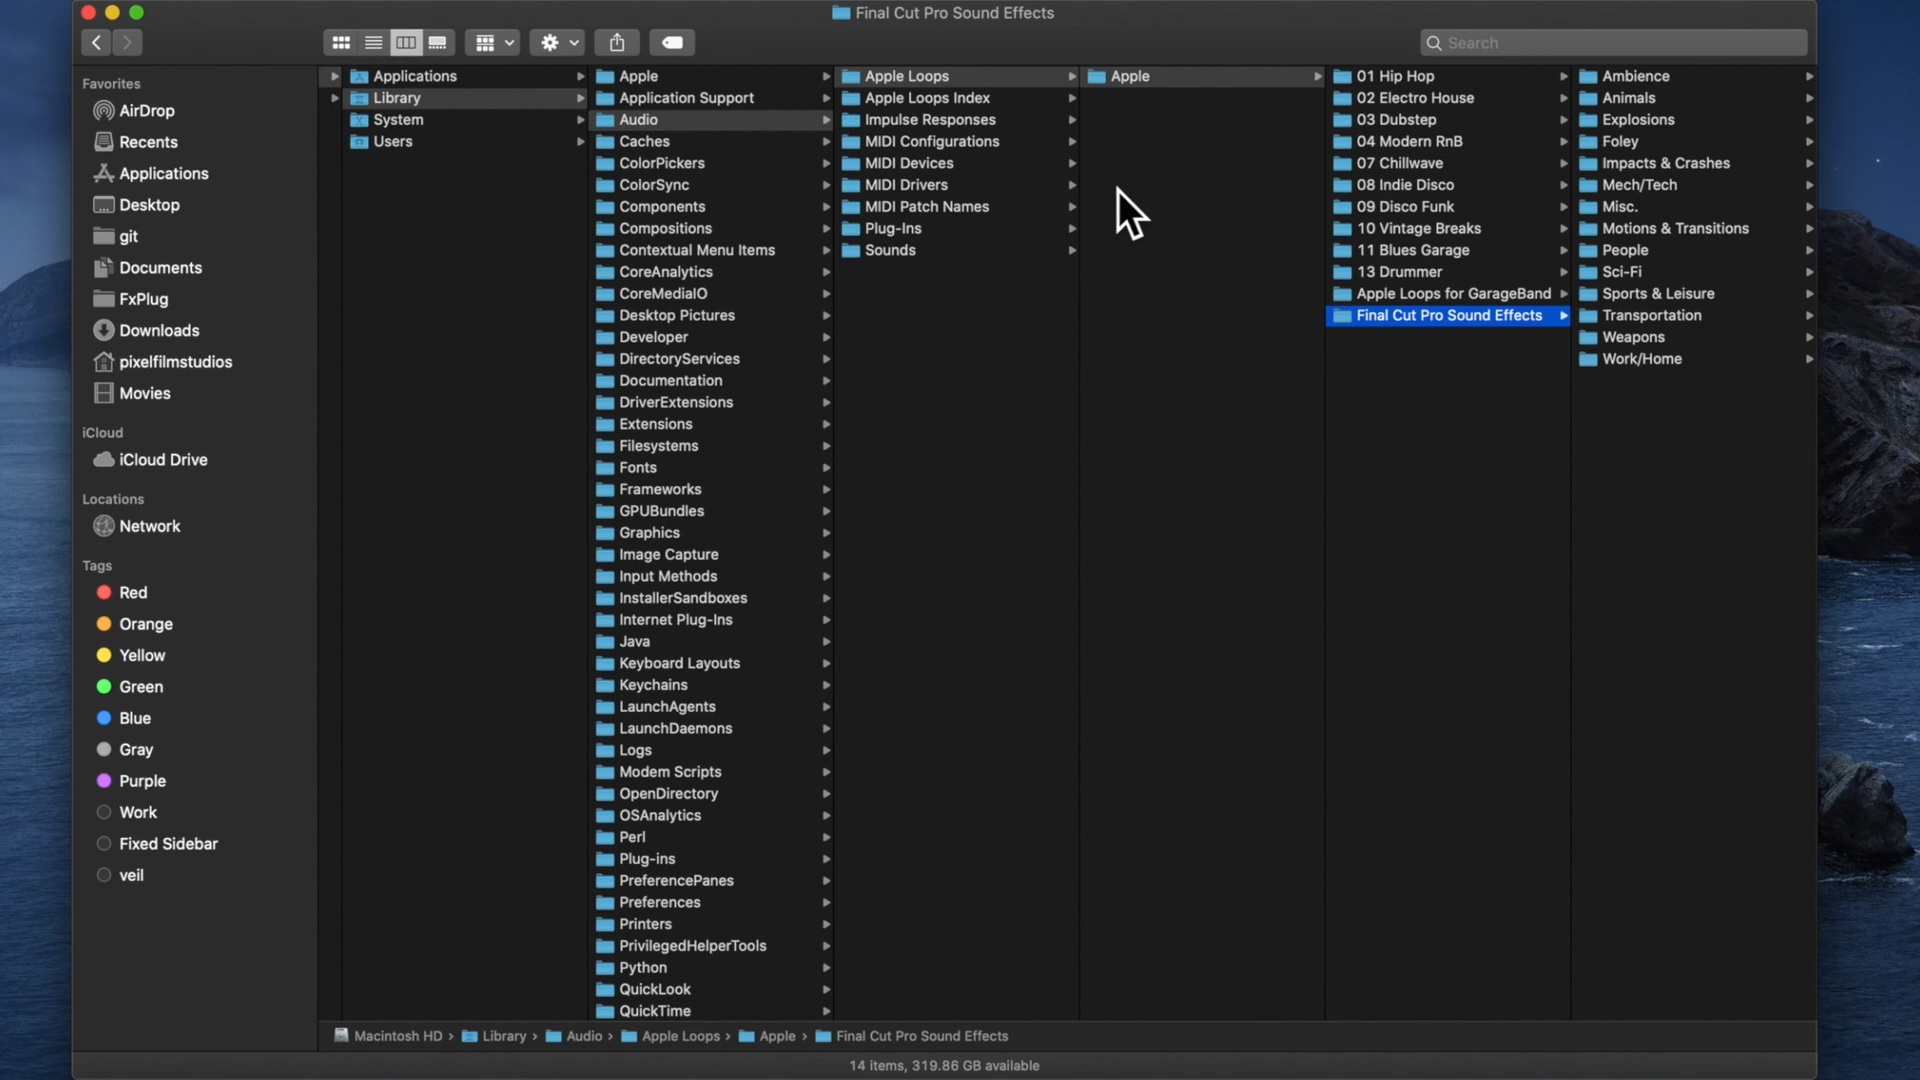 Final Cut Pro Sound Effects
Search
Favorites
AirDrop
Recents
Applications
Desktop
git
Documents
FxPlug
Downloads
pixelfilmstudios
Movies
iCloud
iCloud Drive
Locations
Network
Tags
Red
Orange
Yellow
Green
Blue
Gray
Purple
Work
Fixed Sidebar
veil
Applications
Library
System
Users
Apple
Application Support
Audio
Caches
ColorPickers
ColorSync
Components
Compositions
Contextual Menu Items
CoreAnalytics
CoreMediaIO
Desktop Pictures
Developer
DirectoryServices
Documentation
DriverExtensions
Extensions
Filesystems
Fonts
Frameworks
GPUBundles
Graphics
Image Capture
Input Methods
InstallerSandboxes
Internet Plug-Ins
Java
Keyboard Layouts
Keychains
LaunchAgents
LaunchDaemons
Logs
Modem Scripts
OpenDirectory
OSAnalytics
Perl
Plug-ins
PreferencePanes
Preferences
Printers
PrivilegedHelperTools
Python
QuickLook
QuickTime
Apple Loops
Apple Loops Index
Impulse Responses
MIDI Configurations
MIDI Devices
MIDI Drivers
MIDI Patch Names
Plug-Ins
Sounds
Apple
01 Hip Hop
02 Electro House
03 Dubstep
04 Modern RnB
07 Chillwave
08 Indie Disco
09 Disco Funk
10 Vintage Breaks
11 Blues Garage
13 Drummer
Apple Loops for GarageBand
Final Cut Pro Sound Effects
Ambience
Animals
Explosions
Foley
Impacts & Crashes
Mech/Tech
Misc.
Motions & Transitions
People
Sci-Fi
Sports & Leisure
Transportation
Weapons
Work/Home
Macintosh HD › Library › Audio › Apple Loops › Apple › Final Cut Pro Sound Effects
14 items, 319.86 GB available